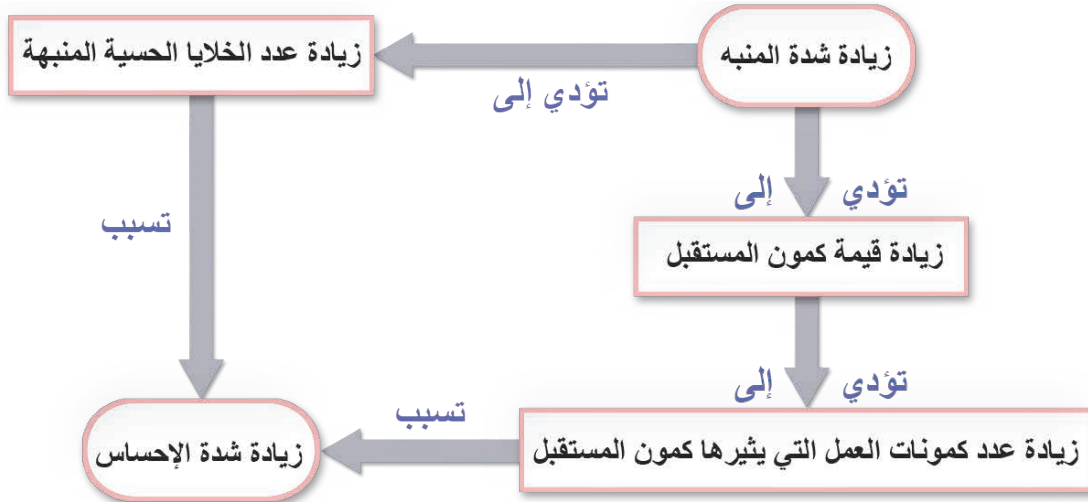 زيادة شدة المنبه
تؤدي إلى
زيادة عدد الخلايا الحسية المنبهة
تؤدي إلى
زيادة قيمة كمون المستقبل
تسبب
تؤدي إلى
زيادة عدد كمونات العمل التي يثيرها كمون المستقبل
تسبب
زيادة شدة الإحساس